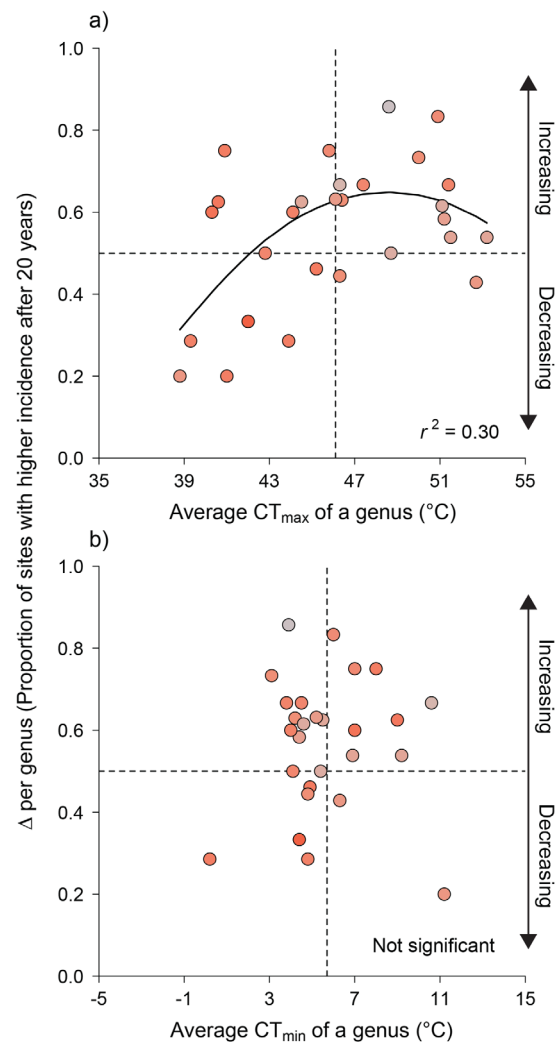 a)
Δ per genus (Proportion of sites with higher incidence after 20 years)
1.0
0.8
0.6
0.4
0.2
0.0
Increasing
Decreasing
r² = 0.30
35 39 43 47 51 55
Average CTmax of a genus (°C)
b)
1.0
0.8
0.6
0.4
0.2
0.0
Increasing
Decreasing
Not significant
-5 -1 3 7 11 15
Average CTmin of a genus (°C)